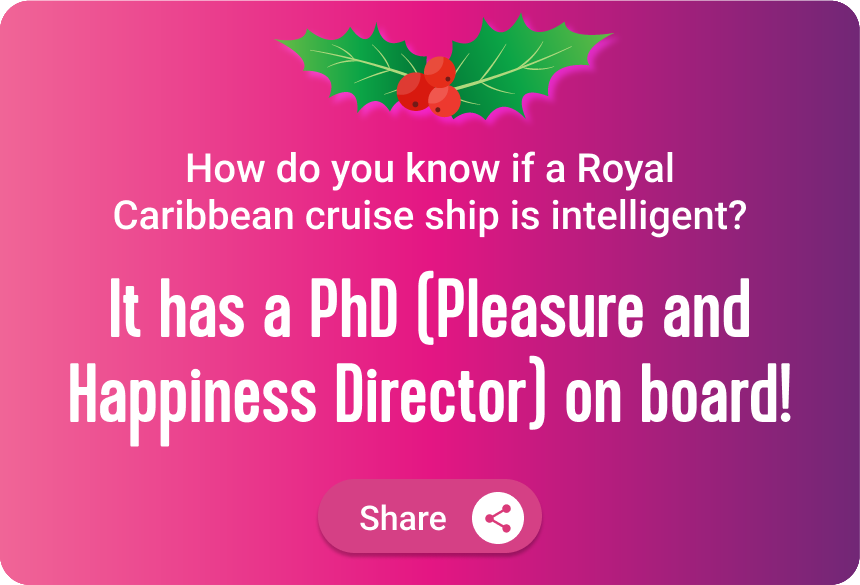 How do you know if a Royal
Caribbean cruise ship is intelligent?
It has a PhD (Pleasure and
Happiness Director) on board!
Share